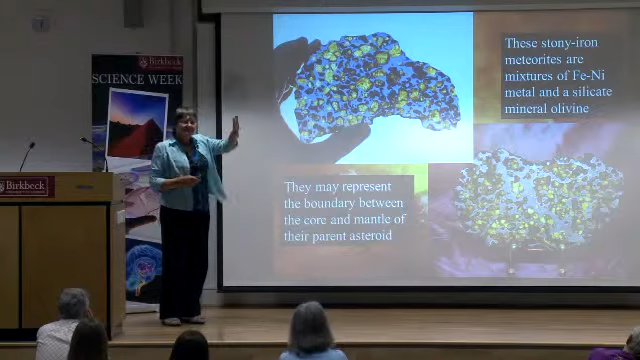 Birkbeck
SCIENCE WEEK
Birkbeck
These stony-iron
meteorites are
mixtures of Fe-Ni
metal and a silicate
mineral olivine
They may represent
the boundary between
the core and mantle of
their parent asteroid